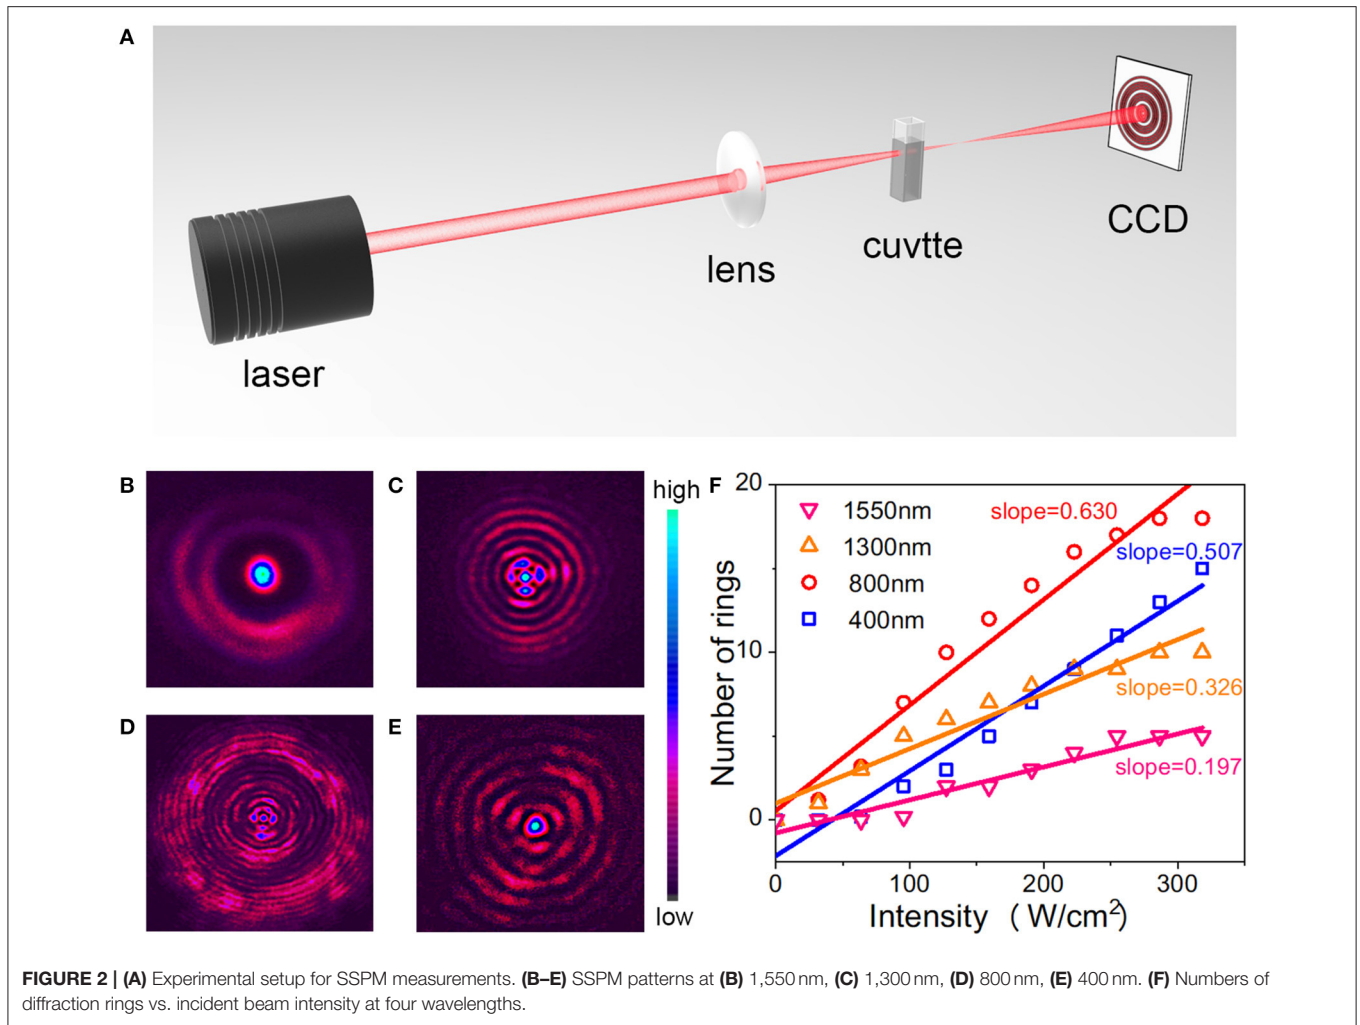 A
laser
lens
cuvtte
CCD
B
C
high
D
E
low
F
20
10
0
Number of rings
1550nm
1300nm
800nm
400nm
slope=0.630
slope=0.507
slope=0.326
slope=0.197
0 100 200 300
Intensity ( W/cm²)
FIGURE 2 | (A) Experimental setup for SSPM measurements. (B–E) SSPM patterns at (B) 1,550 nm, (C) 1,300 nm, (D) 800 nm, (E) 400 nm. (F) Numbers of
diffraction rings vs. incident beam intensity at four wavelengths.